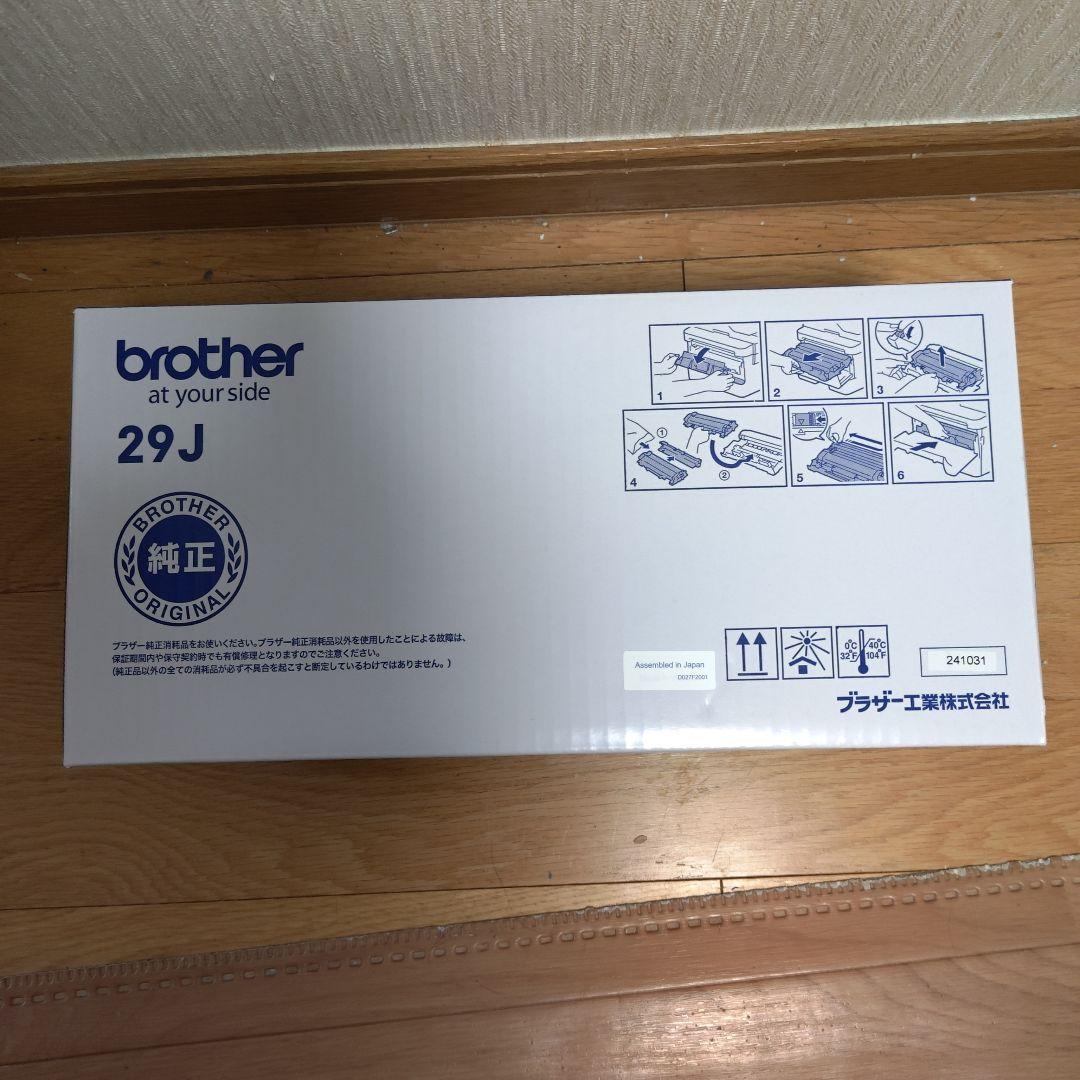 brother
at your side
29J
BROTHER
純正
ORIGINAL
ブラザー純正消耗品をお使いください。ブラザー純正消耗品以外を使用したことによる故障は、
保証期間内や保守契約時でも有償修理となりますのでご注意ください。
(純正品以外の全ての消耗品が必ず不具合を起こすと断定しているわけではありません。)
1
2
3
4
①
②
5
6
Assembled in Japan
D027F2001
0°C
32°F
40°C
104°F
241031
ブラザー工業株式会社